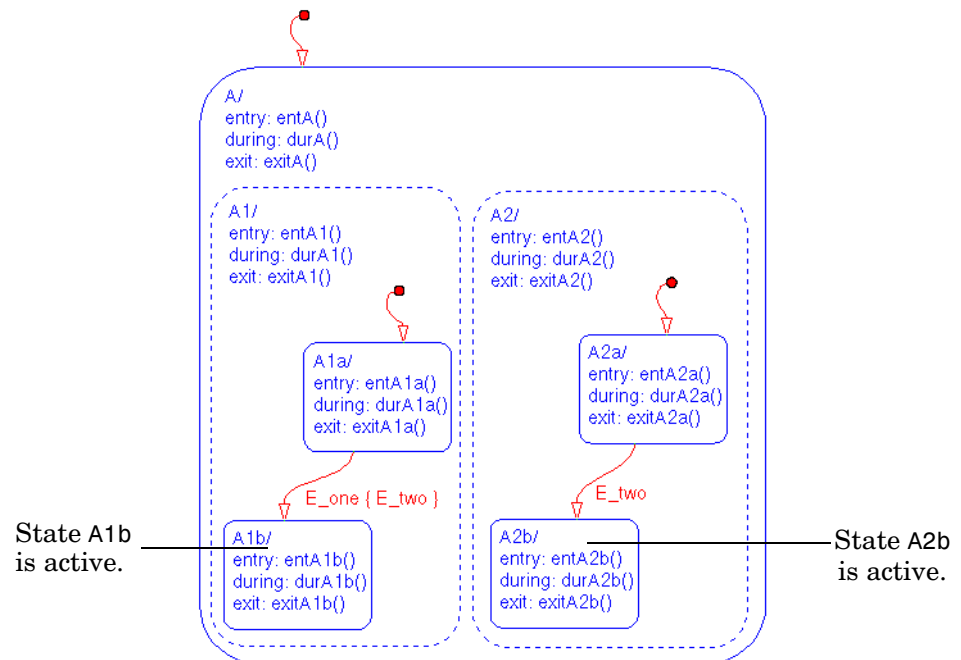 A/
entry: entA()
during: durA()
exit: exitA()
A1/
entry: entA1()
during: durA1()
exit: exitA1()
A2/
entry: entA2()
during: durA2()
exit: exitA2()
A1a/
entry: entA1a()
during: durA1a()
exit: exitA1a()
A2a/
entry: entA2a()
during: durA2a()
exit: exitA2a()
E_one { E_two }
E_two
State A1b
is active.
A1b/
entry: entA1b()
during: durA1b()
exit: exitA1b()
A2b/
entry: entA2b()
during: durA2b()
exit: exitA2b()
State A2b
is active.